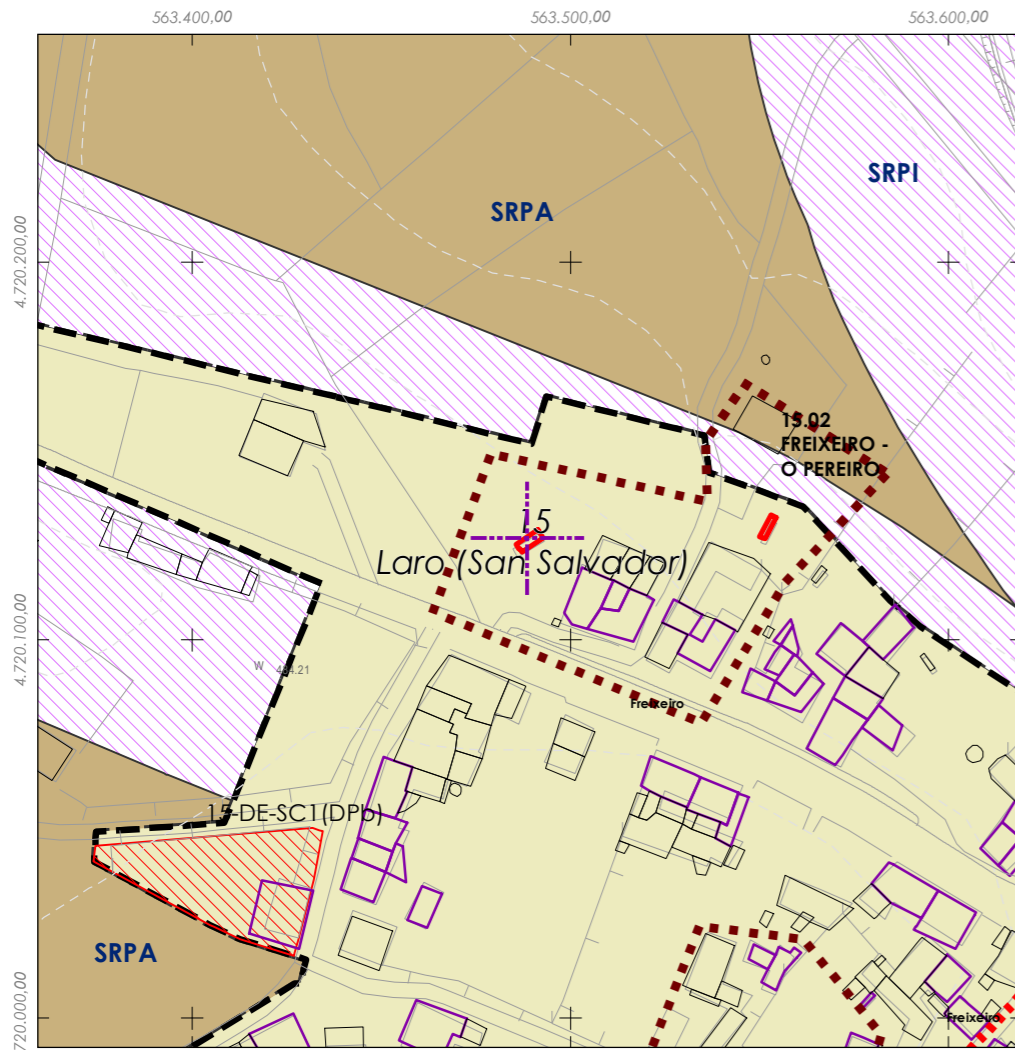 563.400,00
563.500,00
563.600,00
SRPI
SRPA
4.720.200,00
15.02
FREIXEIRO -
O PEREIRO
15
Laro (San Salvador)
4.720.100,00
W
Freixeiro
15-DE-SC1(DPb)
SRPA
720.000,00
Freixeiro